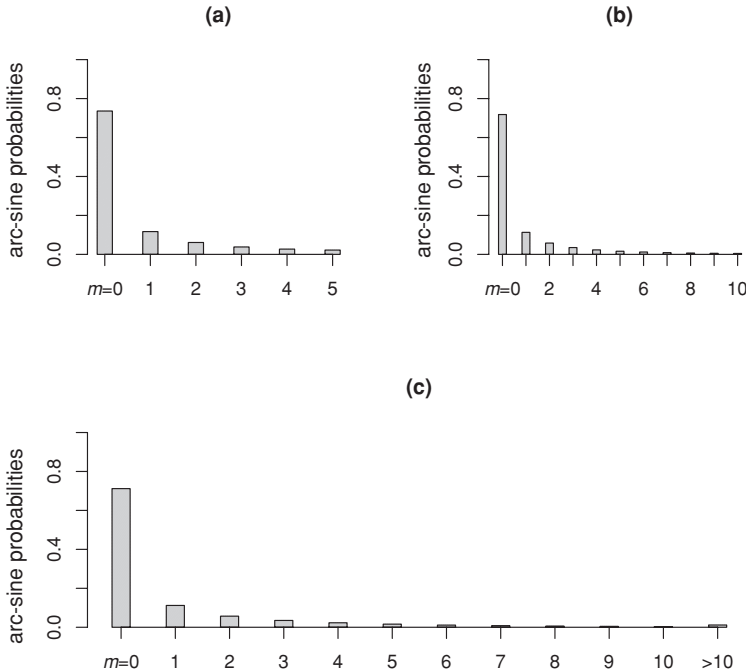 (a)
arc-sine probabilities
0.0 0.4 0.8
m=0 1 2 3 4 5
(b)
arc-sine probabilities
0.0 0.4 0.8
m=0 2 4 6 8 10
(c)
arc-sine probabilities
0.0 0.4 0.8
m=0 1 2 3 4 5 6 7 8 9 10 >10